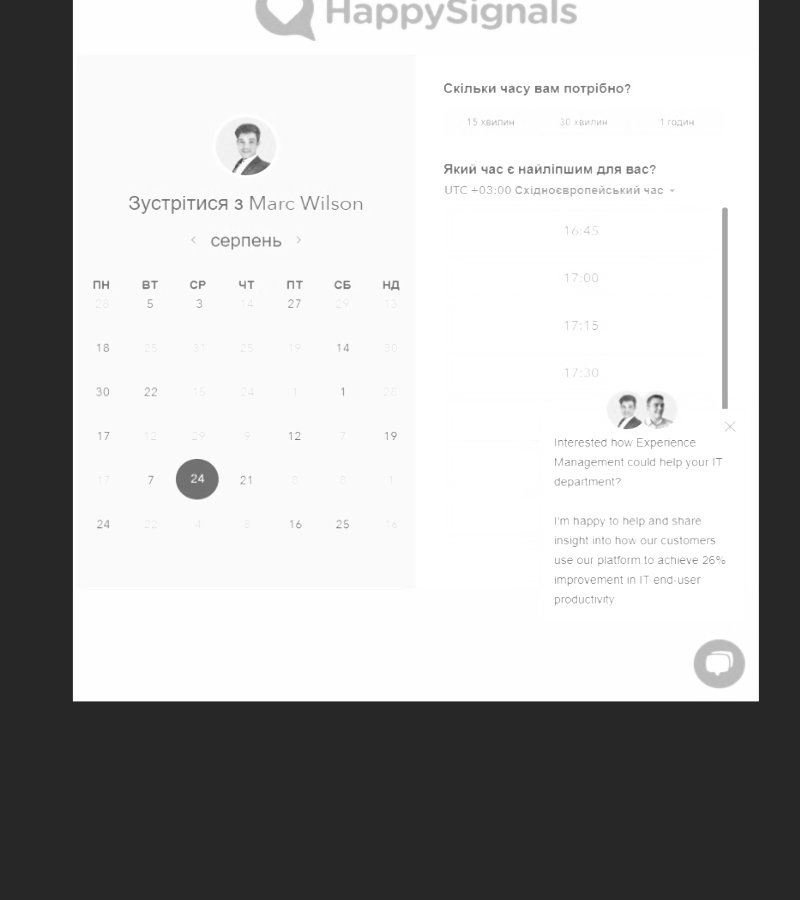 HappySignals
Зустрітися з Marc Wilson
серпень
ПН ВТ СР ЧТ ПТ СБ НД
28 5 3 14 27 29 13
18 25 31 25 19 14 30
30 22 15 24 1 1 28
17 12 29 9 12 7 19
17 7 24 21 8 8 1
24 22 4 8 16 25 16
Скільки часу вам потрібно?
15 хвилин 30 хвилин 1 годин
Який час є найліпшим для вас?
UTC +03:00 Східноєвропейський час
16:45
17:00
17:15
17:30
Interested how Experience
Management could help your IT
department?
I'm happy to help and share
insight into how our customers
use our platform to achieve 26%
improvement in IT end-user
productivity